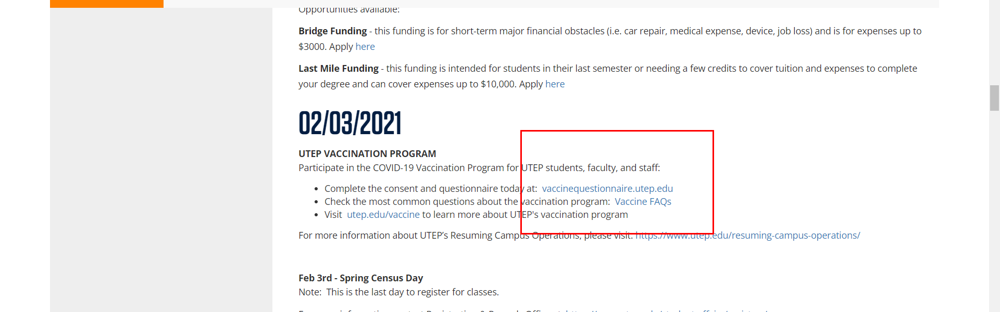 Opportunities available:
Bridge Funding - this funding is for short-term major financial obstacles (i.e. car repair, medical expense, device, job loss) and is for expenses up to
$3000. Apply here
Last Mile Funding - this funding is intended for students in their last semester or needing a few credits to cover tuition and expenses to complete
your degree and can cover expenses up to $10,000. Apply here
02/03/2021
UTEP VACCINATION PROGRAM
Participate in the COVID-19 Vaccination Program for UTEP students, faculty, and staff:
• Complete the consent and questionnaire today at:  vaccinequestionnaire.utep.edu
• Check the most common questions about the vaccination program:  Vaccine FAQs
• Visit  utep.edu/vaccine to learn more about UTEP's vaccination program
For more information about UTEP’s Resuming Campus Operations, please visit: https://www.utep.edu/resuming-campus-operations/
Feb 3rd - Spring Census Day
Note:  This is the last day to register for classes.